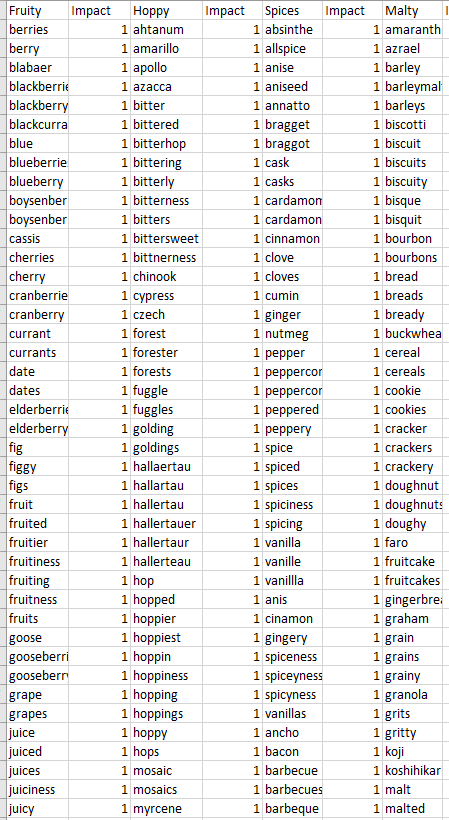 Fruity Impact Hoppy Impact Spices Impact Malty I
berries 1 ahtanum 1 absinthe 1 amaranth
berry 1 amarillo 1 allspice 1 azrael
blabaer 1 apollo 1 anise 1 barley
blackberrie 1 azacca 1 aniseed 1 barleymal
blackberry 1 bitter 1 annatto 1 barleys
blackcurra 1 bittered 1 bragget 1 biscotti
blue 1 bitterhop 1 braggot 1 biscuit
blueberrie 1 bittering 1 cask 1 biscuits
blueberry 1 bitterly 1 casks 1 biscuity
boysenber 1 bitterness 1 cardamom 1 bisque
boysenber 1 bitters 1 cardamon 1 bisquit
cassis 1 bittersweet 1 cinnamon 1 bourbon
cherries 1 bittnerness 1 clove 1 bourbons
cherry 1 chinook 1 cloves 1 bread
cranberrie 1 cypress 1 cumin 1 breads
cranberry 1 czech 1 ginger 1 bready
currant 1 forest 1 nutmeg 1 buckwhea
currants 1 forester 1 pepper 1 cereal
date 1 forests 1 peppercor 1 cereals
dates 1 fuggle 1 peppercor 1 cookie
elderberrie 1 fuggles 1 peppered 1 cookies
elderberry 1 golding 1 peppery 1 cracker
fig 1 goldings 1 spice 1 crackers
figgy 1 hallaertau 1 spiced 1 crackery
figs 1 hallartau 1 spices 1 doughnut
fruit 1 hallertau 1 spiciness 1 doughnuts
fruited 1 hallertauer 1 spicing 1 doughy
fruitier 1 hallertaur 1 vanilla 1 faro
fruitiness 1 hallerteau 1 vanille 1 fruitcake
fruiting 1 hop 1 vanillla 1 fruitcakes
fruitness 1 hopped 1 anis 1 gingerbrea
fruits 1 hoppier 1 cinamon 1 graham
goose 1 hoppiest 1 gingery 1 grain
gooseberri 1 hoppin 1 spiceness 1 grains
gooseberry 1 hoppiness 1 spiceyness 1 grainy
grape 1 hopping 1 spicyness 1 granola
grapes 1 hoppings 1 vanillas 1 grits
juice 1 hoppy 1 ancho 1 gritty
juiced 1 hops 1 bacon 1 koji
juices 1 mosaic 1 barbecue 1 koshihikar
juiciness 1 mosaics 1 barbecues 1 malt
juicy 1 myrcene 1 barbeque 1 malted